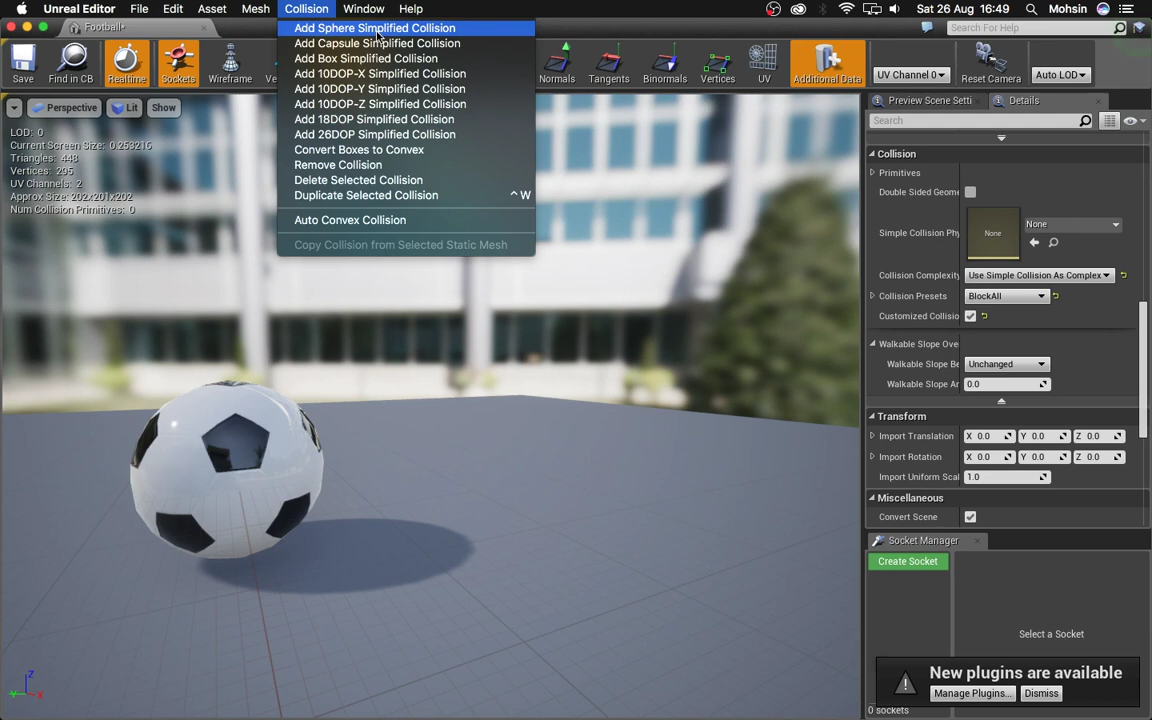 Unreal Editor File Edit Asset Mesh Collision Window Help Sat 26 Aug 16:49 Mohsin
Football*
Search For Help
Save Find in CB Realtime Sockets Wireframe Normals Tangents Binormals Vertices UV Additional Data UV Channel 0 Reset Camera Auto LOD
Add Sphere Simplified Collision
Add Capsule Simplified Collision
Add Box Simplified Collision
Add 10DOP-X Simplified Collision
Add 10DOP-Y Simplified Collision
Add 10DOP-Z Simplified Collision
Add 18DOP Simplified Collision
Add 26DOP Simplified Collision
Convert Boxes to Convex
Remove Collision
Delete Selected Collision
Duplicate Selected Collision ^ W
Auto Convex Collision
Copy Collision from Selected Static Mesh
Perspective Lit Show
LOD: 0
Current Screen Size: 0.253216
Triangles: 448
Vertices: 295
UV Channels: 2
Approx Size: 202x201x202
Num Collision Primitives: 0
Preview Scene Setti Details
Search
Collision
Primitives
Double Sided Geome
Simple Collision Phy None None
Collision Complexity Use Simple Collision As Complex
Collision Presets BlockAll
Customized Collisio
Walkable Slope Ove
Walkable Slope Be Unchanged
Walkable Slope Ar 0.0
Transform
Import Translation X 0.0 Y 0.0 Z 0.0
Import Rotation X 0.0 Y 0.0 Z 0.0
Import Uniform Scal 1.0
Miscellaneous
Convert Scene
Socket Manager
Create Socket
Select a Socket
New plugins are available
Manage Plugins... Dismiss
0 sockets
Z
Y X